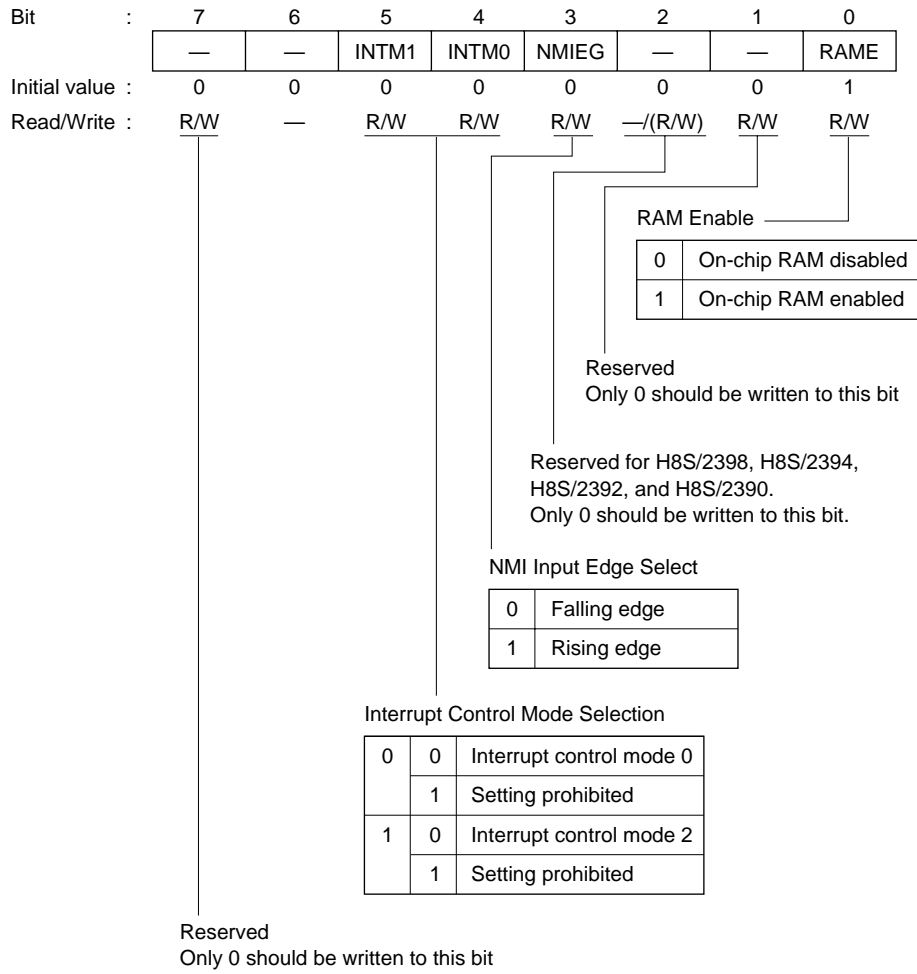 Bit : 7 6 5 4 3 2 1 0
— — INTM1 INTM0 NMIEG — — RAME
Initial value : 0 0 0 0 0 0 0 1
Read/Write : R/W — R/W R/W R/W —/(R/W) R/W R/W
RAM Enable
0 On-chip RAM disabled
1 On-chip RAM enabled
Reserved
Only 0 should be written to this bit
Reserved for H8S/2398, H8S/2394,
H8S/2392, and H8S/2390.
Only 0 should be written to this bit.
NMI Input Edge Select
0 Falling edge
1 Rising edge
Interrupt Control Mode Selection
0 0 Interrupt control mode 0
1 Setting prohibited
1 0 Interrupt control mode 2
1 Setting prohibited
Reserved
Only 0 should be written to this bit